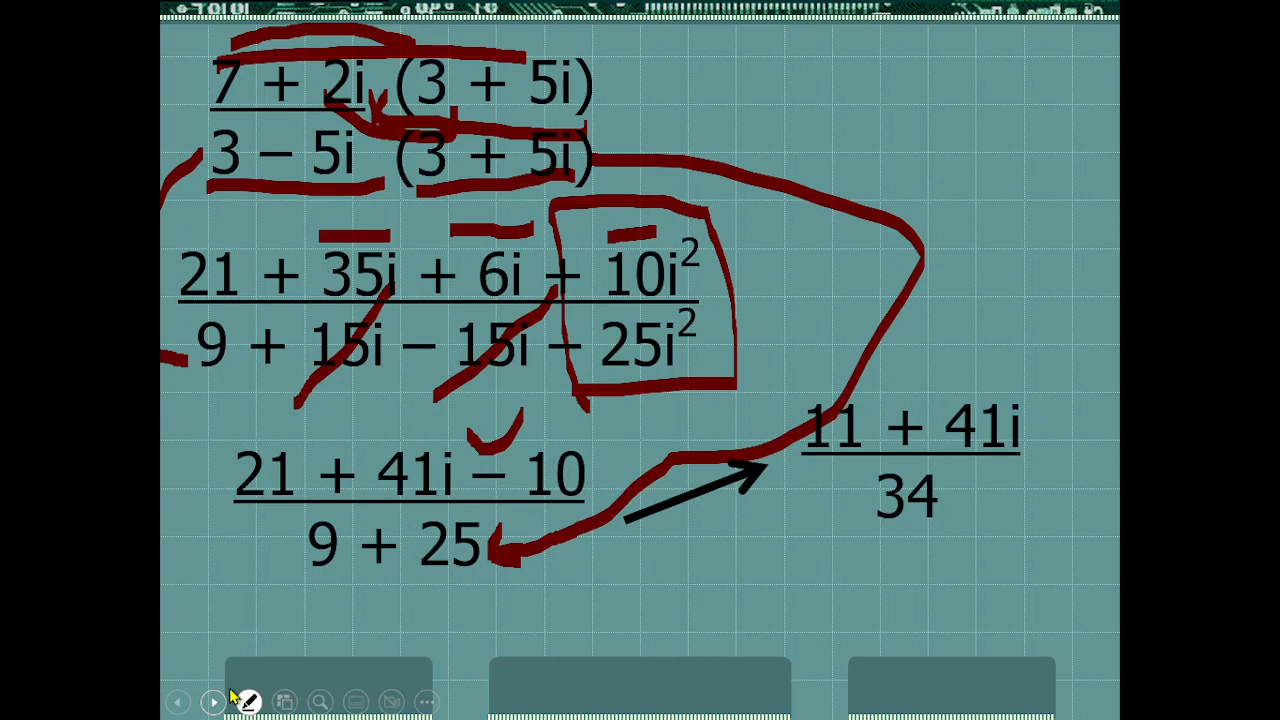 7 + 2i (3 + 5i)
3 – 5i (3 + 5i)
21 + 35i + 6i + 10i²
9 + 15i – 15i – 25i²
21 + 41i – 10
9 + 25
11 + 41i
34